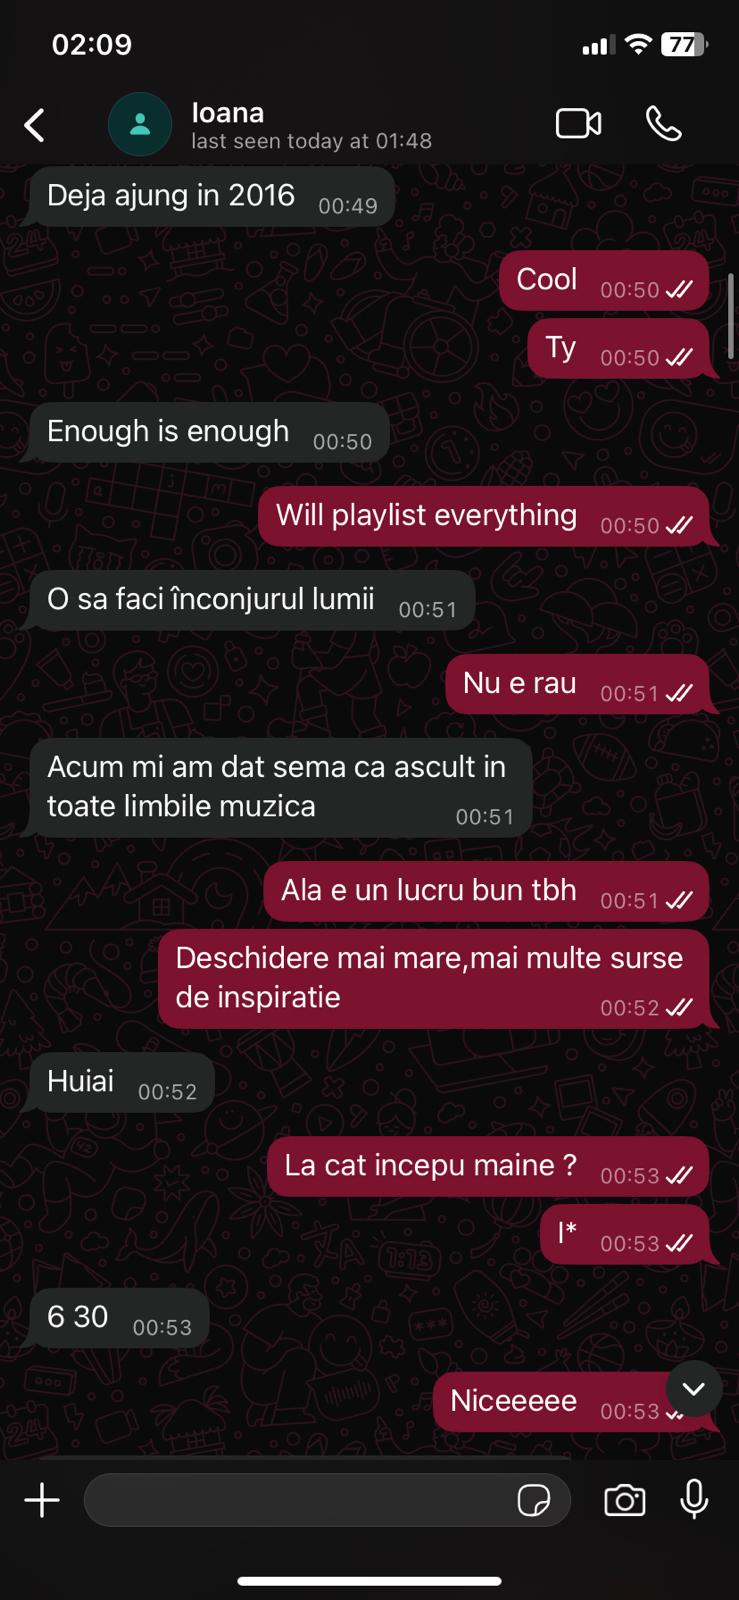 02:09
77
Ioana
last seen today at 01:48
Deja ajung in 2016 00:49
Cool 00:50
Ty 00:50
Enough is enough 00:50
Will playlist everything 00:50
O sa faci înconjurul lumii 00:51
Nu e rau 00:51
Acum mi am dat sema ca ascult in
toate limbile muzica 00:51
Ala e un lucru bun tbh 00:51
Deschidere mai mare,mai multe surse
de inspiratie 00:52
Huiai 00:52
La cat incepu maine ? 00:53
I* 00:53
6 30 00:53
Niceeeee 00:53